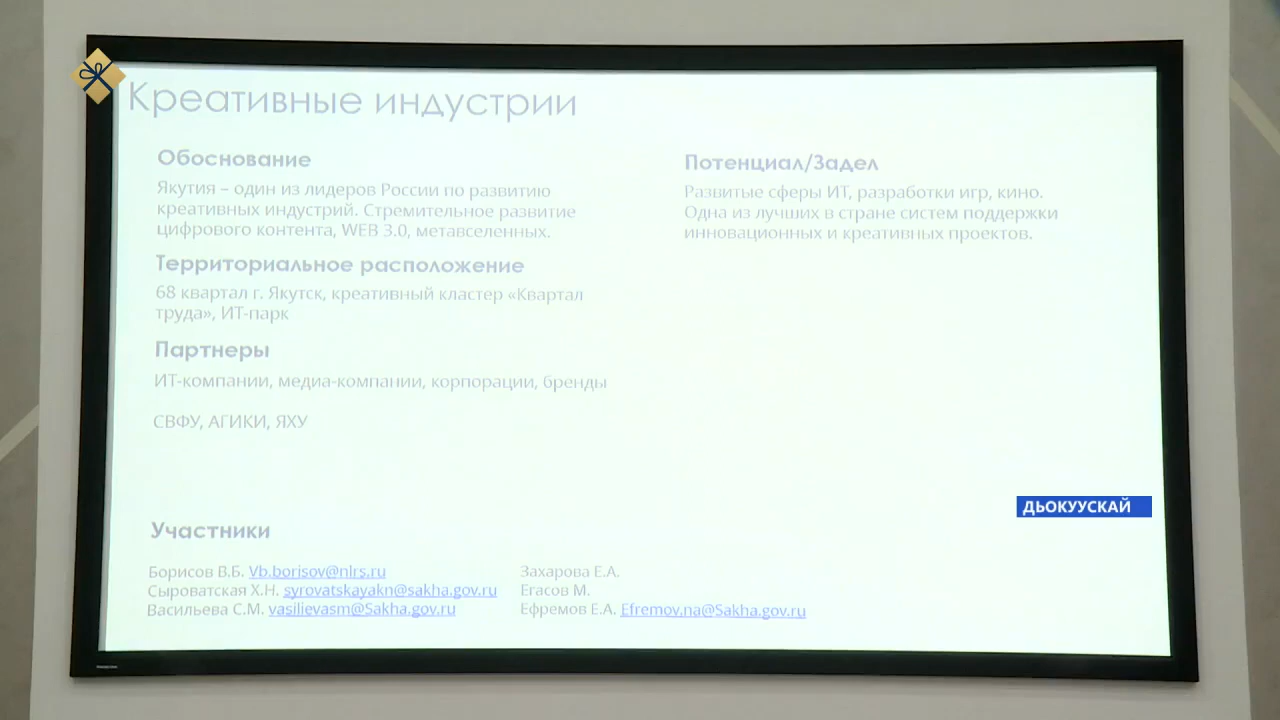 Креативные индустрии
Обоснование
Якутия – один из лидеров России по развитию
креативных индустрий. Стремительное развитие
цифрового контента, WEB 3.0, метавселенных.
Территориальное расположение
68 квартал г. Якутск, креативный кластер «Квартал
труда», ИТ-парк
Партнеры
ИТ-компании, медиа-компании, корпорации, бренды
СВФУ, АГИКИ, ЯХУ
Потенциал/Задел
Развитые сферы ИТ, разработки игр, кино.
Одна из лучших в стране систем поддержки
инновационных и креативных проектов.
ДЬОКУУСКАЙ
Участники
Борисов В.Б. Vb.borisov@nlrs.ru
Сыроватская Х.Н. syrovatskayakn@sakha.gov.ru
Васильева С.М. vasilievasm@Sakha.gov.ru
Захарова Е.А.
Егасов М.
Ефремов Е.А. Efremov.na@Sakha.gov.ru